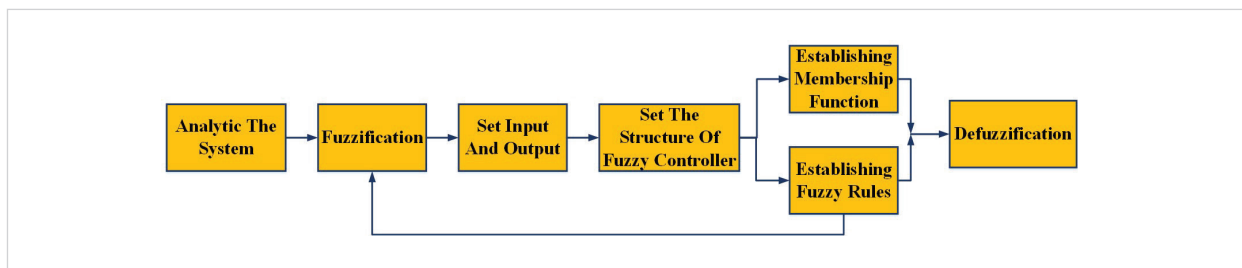 Analytic The
System
Fuzzification
Set Input
And Output
Set The
Structure Of
Fuzzy Controller
Establishing
Membership
Function
Establishing
Fuzzy Rules
Defuzzification